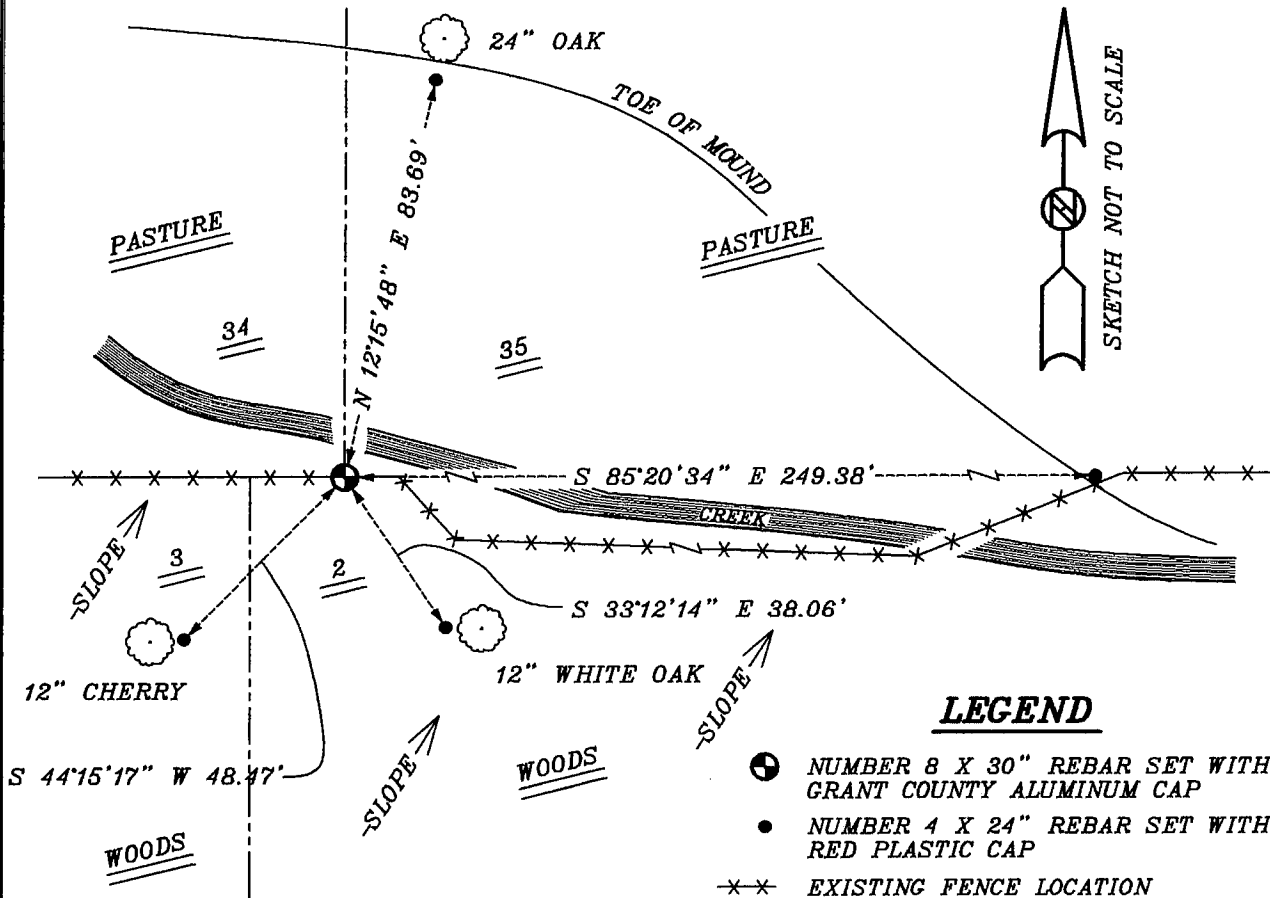 24" OAK
TOE OF MOUND
SKETCH NOT TO SCALE
N
N 12°15'48" E 83.69'
PASTURE
PASTURE
34
35
S 85°20'34" E 249.38'
CREEK
SLOPE
3
2
S 33°12'14" E 38.06'
12" CHERRY
12" WHITE OAK
SLOPE
S 44°15'17" W 48.47'
SLOPE
WOODS
WOODS
LEGEND
NUMBER 8 X 30" REBAR SET WITH
GRANT COUNTY ALUMINUM CAP
NUMBER 4 X 24" REBAR SET WITH
RED PLASTIC CAP
EXISTING FENCE LOCATION